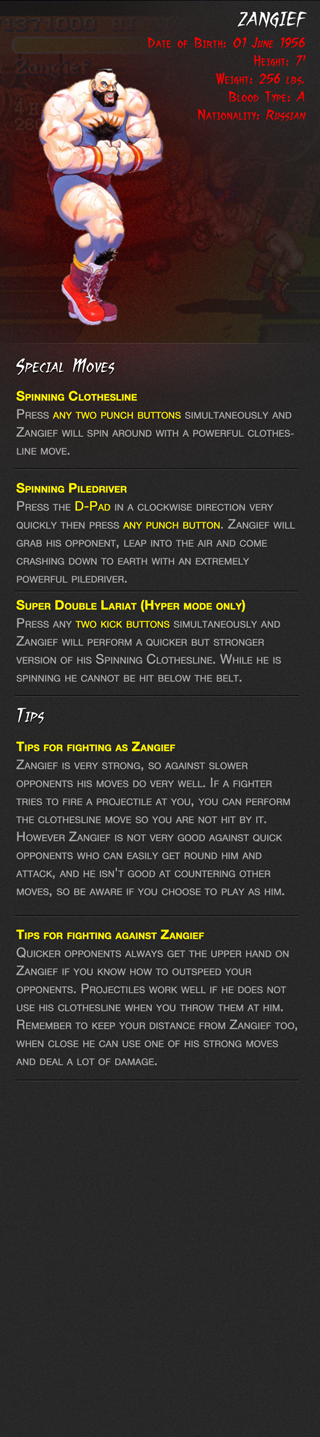 1371000 HI
ZANGIEF
Date of Birth: 01 June 1956
Zangief
Height: 7'
Weight: 256 lbs.
Blood Type: A
Nationality: Russian
Special Moves
Spinning Clothesline
Press any two punch buttons simultaneously and
Zangief will spin around with a powerful clothes-
line move.
Spinning Piledriver
Press the D-Pad in a clockwise direction very
quickly then press any punch button. Zangief will
grab his opponent, leap into the air and come
crashing down to earth with an extremely
powerful piledriver.
Super Double Lariat (Hyper mode only)
Press any two kick buttons simultaneously and
Zangief will perform a quicker but stronger
version of his Spinning Clothesline. While he is
spinning he cannot be hit below the belt.
Tips
Tips for fighting as Zangief
Zangief is very strong, so against slower
opponents his moves do very well. If a fighter
tries to fire a projectile at you, you can perform
the clothesline move so you are not hit by it.
However Zangief is not very good against quick
opponents who can easily get round him and
attack, and he isn't good at countering other
moves, so be aware if you choose to play as him.
Tips for fighting against Zangief
Quicker opponents always get the upper hand on
Zangief if you know how to outspeed your
opponents. Projectiles work well if he does not
use his clothesline when you throw them at him.
Remember to keep your distance from Zangief too,
when close he can use one of his strong moves
and deal a lot of damage.